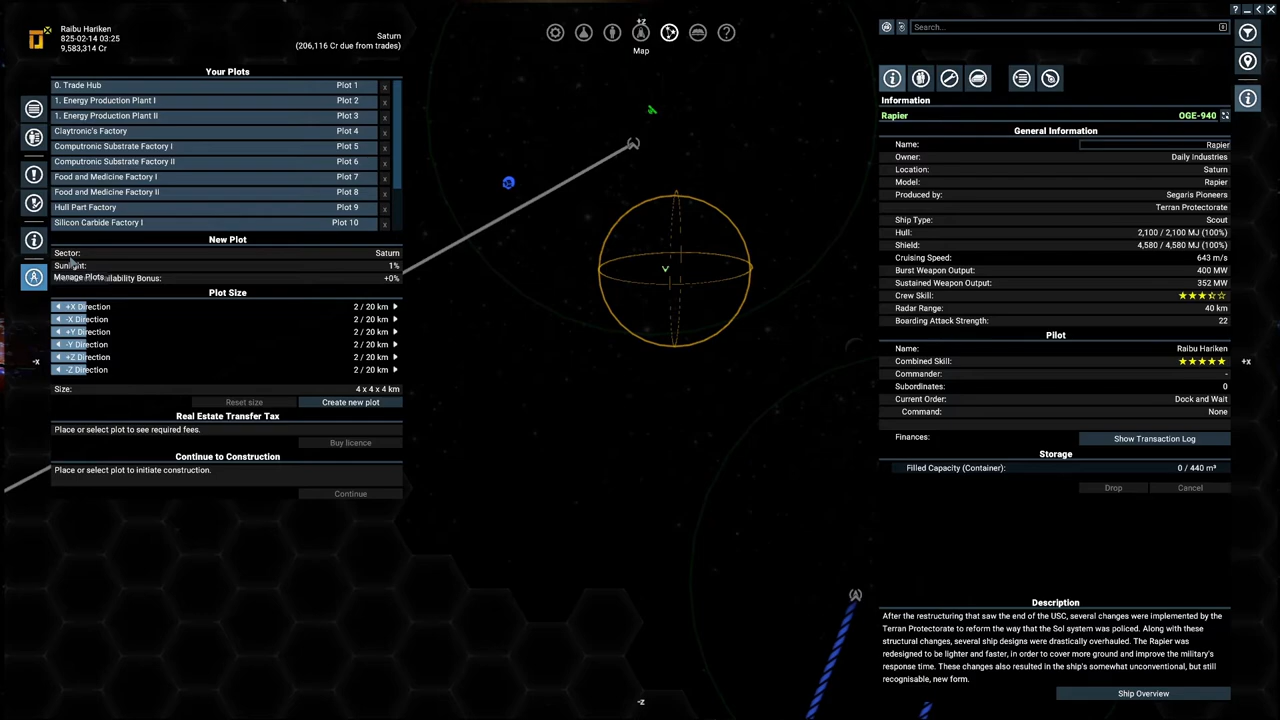 Raibu Hariken
825-02-14 03:25
9,583,314 Cr
Saturn
(206,116 Cr due from trades)
+Z
Map
Your Plots
0. Trade Hub Plot 1 x
1. Energy Production Plant I Plot 2 x
1. Energy Production Plant II Plot 3 x
Claytronic's Factory Plot 4 x
Computronic Substrate Factory I Plot 5 x
Computronic Substrate Factory II Plot 6 x
Food and Medicine Factory I Plot 7 x
Food and Medicine Factory II Plot 8 x
Hull Part Factory Plot 9 x
Silicon Carbide Factory I Plot 10 x
New Plot
Sector: Saturn
Sunlight: 1%
Manage Plots
ailability Bonus: +0%
Plot Size
+X Direction 2 / 20 km
-X Direction 2 / 20 km
+Y Direction 2 / 20 km
-Y Direction 2 / 20 km
+Z Direction 2 / 20 km
-Z Direction 2 / 20 km
Size: 4 x 4 x 4 km
Reset size Create new plot
Real Estate Transfer Tax
Place or select plot to see required fees.
Buy licence
Continue to Construction
Place or select plot to initiate construction.
Continue
-X
+X
-Z
Search...
Information
Rapier OGE-940
General Information
Name: Rapier
Owner: Daily Industries
Location: Saturn
Model: Rapier
Produced by: Segaris Pioneers
Terran Protectorate
Ship Type: Scout
Hull: 2,100 / 2,100 MJ (100%)
Shield: 4,580 / 4,580 MJ (100%)
Cruising Speed: 643 m/s
Burst Weapon Output: 400 MW
Sustained Weapon Output: 352 MW
Crew Skill:
Radar Range: 40 km
Boarding Attack Strength: 22
Pilot
Name: Raibu Hariken
Combined Skill:
Commander: -
Subordinates: 0
Current Order: Dock and Wait
Command: None
Finances: Show Transaction Log
Storage
Filled Capacity (Container): 0 / 440 m³
Drop Cancel
Description
After the restructuring that saw the end of the USC, several changes were implemented by the
Terran Protectorate to reform the way that the Sol system was policed. Along with these
structural changes, several ship designs were drastically overhauled. The Rapier was
redesigned to be lighter and faster, in order to cover more ground and improve the military's
response time. These changes also resulted in the ship's somewhat unconventional, but still
recognisable, new form.
Ship Overview